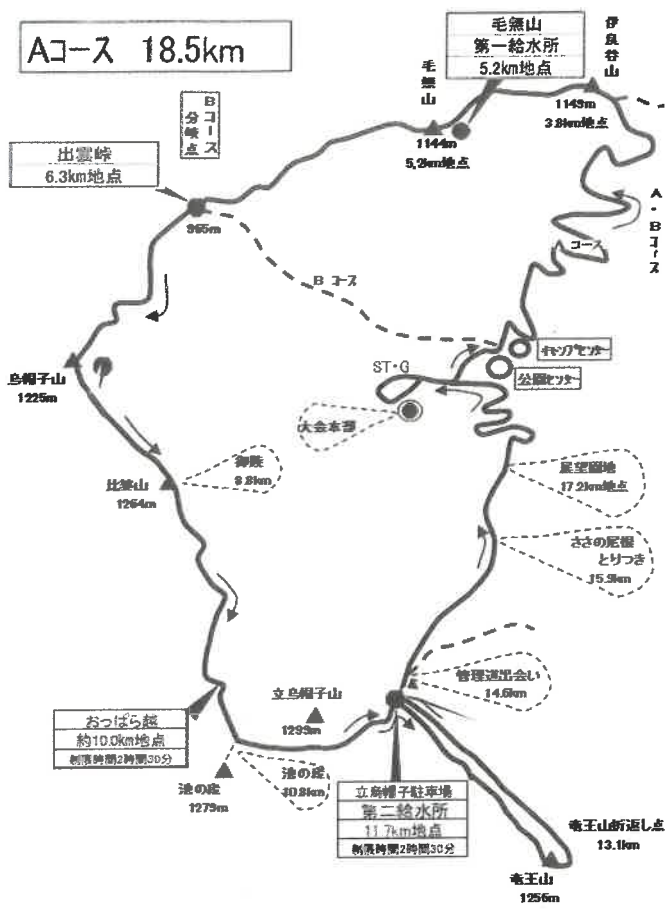 Aコース 18.5km
毛無山
第一給水所
5.2km地点
伊良谷山
1149m
3.8km地点
毛無山
1144m
5.2km地点
Bコース
分岐点
出雲峠
6.3km地点
965m
A・Bコース
コース
Bコース
キャンプセンター
公園センター
ST・G
大会本部
烏帽子山
1225m
御陵
8.8km
比婆山
1264m
展望園地
17.2km地点
ささの尾根
とりつき
15.9km
管理道出会い
14.6km
立烏帽子山
1299m
おっぱら越
約10.0km地点
制限時間2時間30分
池の段
1279m
池の段
10.8km
立烏帽子駐車場
第二給水所
11.7km地点
制限時間2時間30分
竜王山折返し点
13.1km
竜王山
1256m